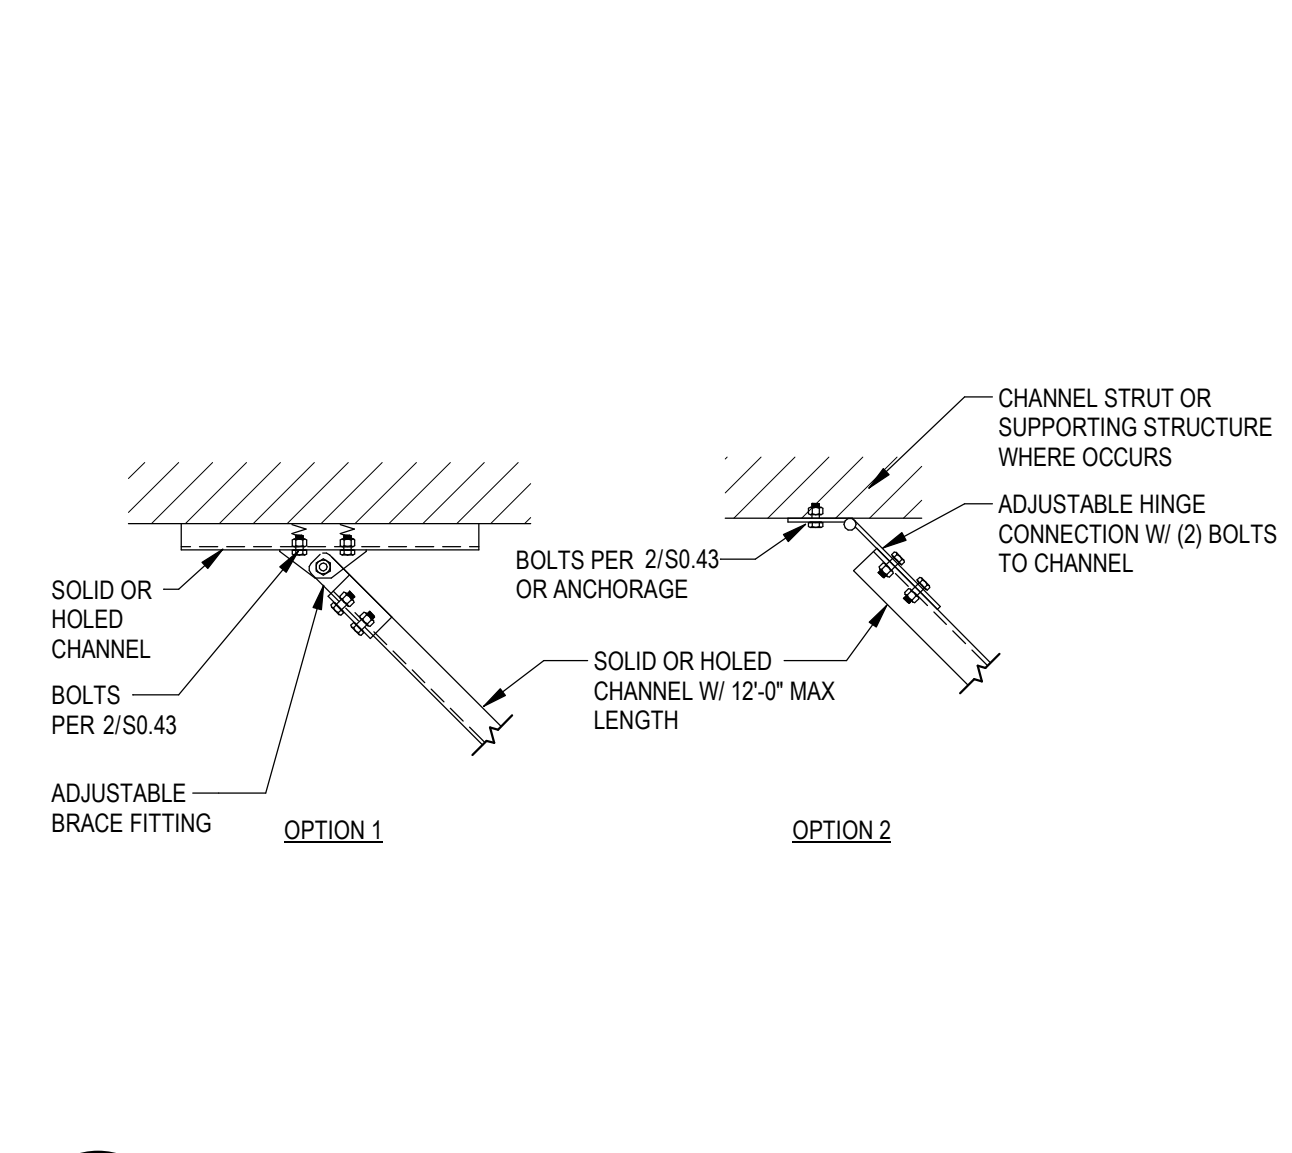 CHANNEL STRUT OR
SUPPORTING STRUCTURE
WHERE OCCURS
ADJUSTABLE HINGE
CONNECTION W/ (2) BOLTS
TO CHANNEL
BOLTS PER 2/S0.43
OR ANCHORAGE
SOLID OR
HOLED
CHANNEL
BOLTS
PER 2/S0.43
SOLID OR HOLED
CHANNEL W/ 12'-0" MAX
LENGTH
ADJUSTABLE
BRACE FITTING
OPTION 1
OPTION 2